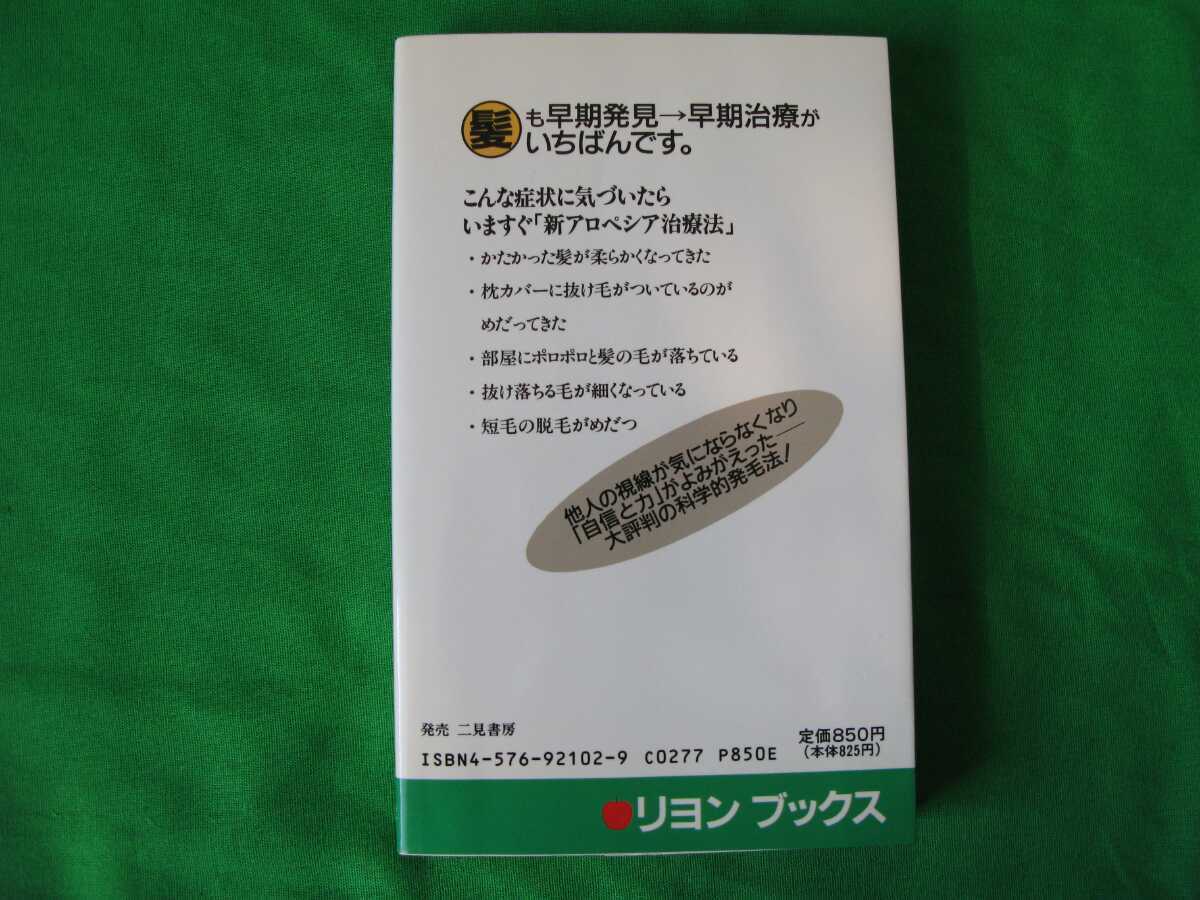 髪も早期発見→早期治療が
いちばんです。
こんな症状に気づいたら
いますぐ「新アロペシア治療法」
・かたかった髪が柔らかくなってきた
・枕カバーに抜け毛がついているのが
めだってきた
・部屋にポロポロと髪の毛が落ちている
・抜け落ちる毛が細くなっている
・短毛の脱毛がめだつ
他人の視線が気にならなくなり
「自信と力」がよみがえった──
大評判の科学的発毛法!
発売 二見書房
定価850円
(本体825円)
ISBN4-576-92102-9 C0277 P850E
リヨン ブックス